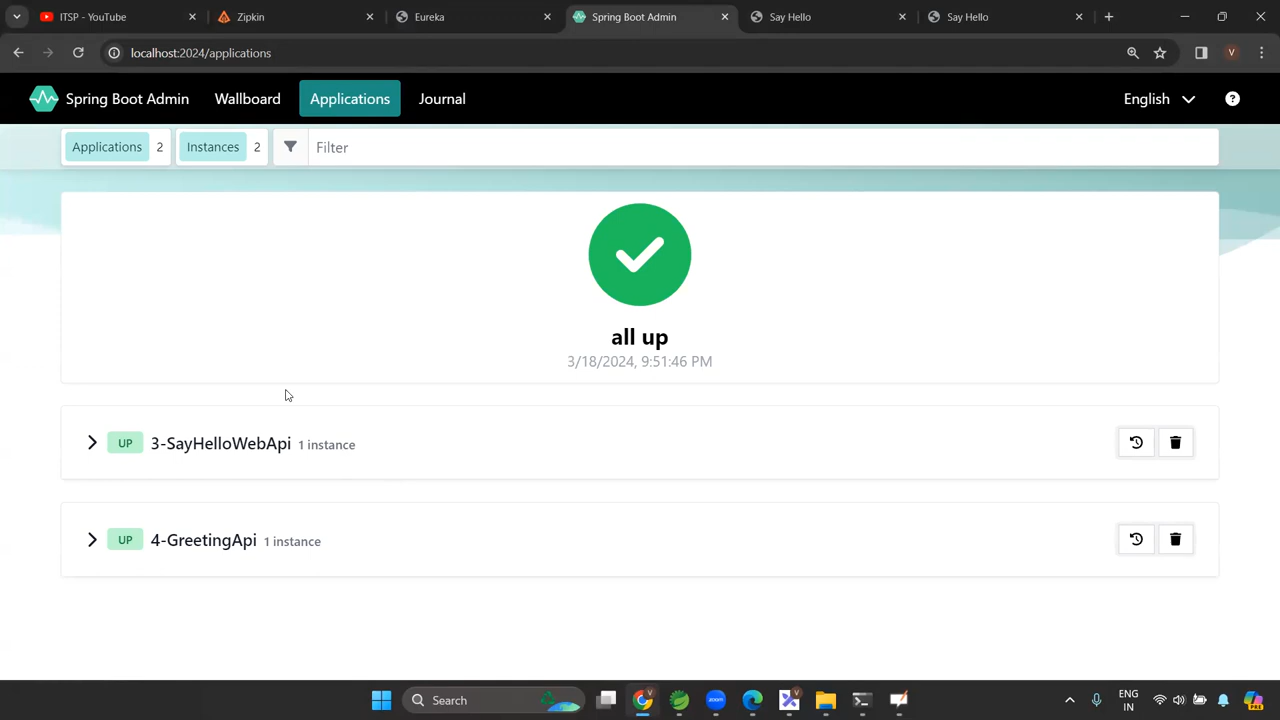 ITSP - YouTube
Zipkin
Eureka
Spring Boot Admin
Say Hello
Say Hello
localhost:2024/applications
V
Spring Boot Admin
Wallboard
Applications
Journal
English
?
Applications 2
Instances 2
Filter
all up
3/18/2024, 9:51:46 PM
UP 3-SayHelloWebApi 1 instance
UP 4-GreetingApi 1 instance
Search
ENG
IN